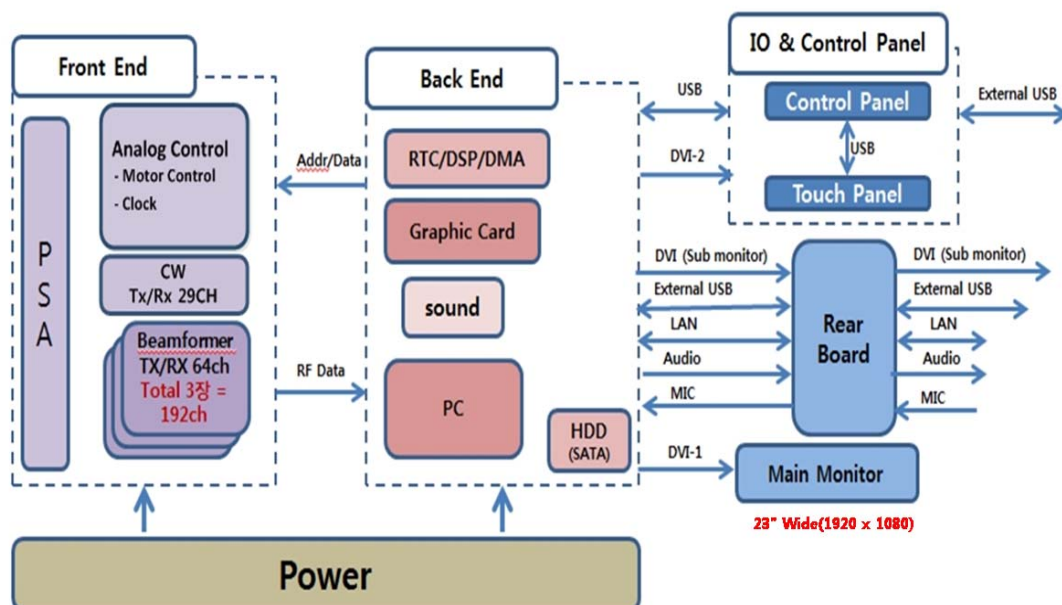 Front End
PSA
Analog Control
- Motor Control
- Clock
CW
Tx/Rx 29CH
Beamformer
TX/RX 64ch
Total 3장 =
192ch
Addr/Data
RF Data
Back End
RTC/DSP/DMA
Graphic Card
sound
PC
HDD
(SATA)
USB
DVI-2
IO & Control Panel
Control Panel
USB
Touch Panel
External USB
DVI (Sub monitor)
External USB
LAN
Audio
MIC
DVI-1
Rear
Board
DVI (Sub monitor)
External USB
LAN
Audio
MIC
Main Monitor
23" Wide(1920 x 1080)
Power